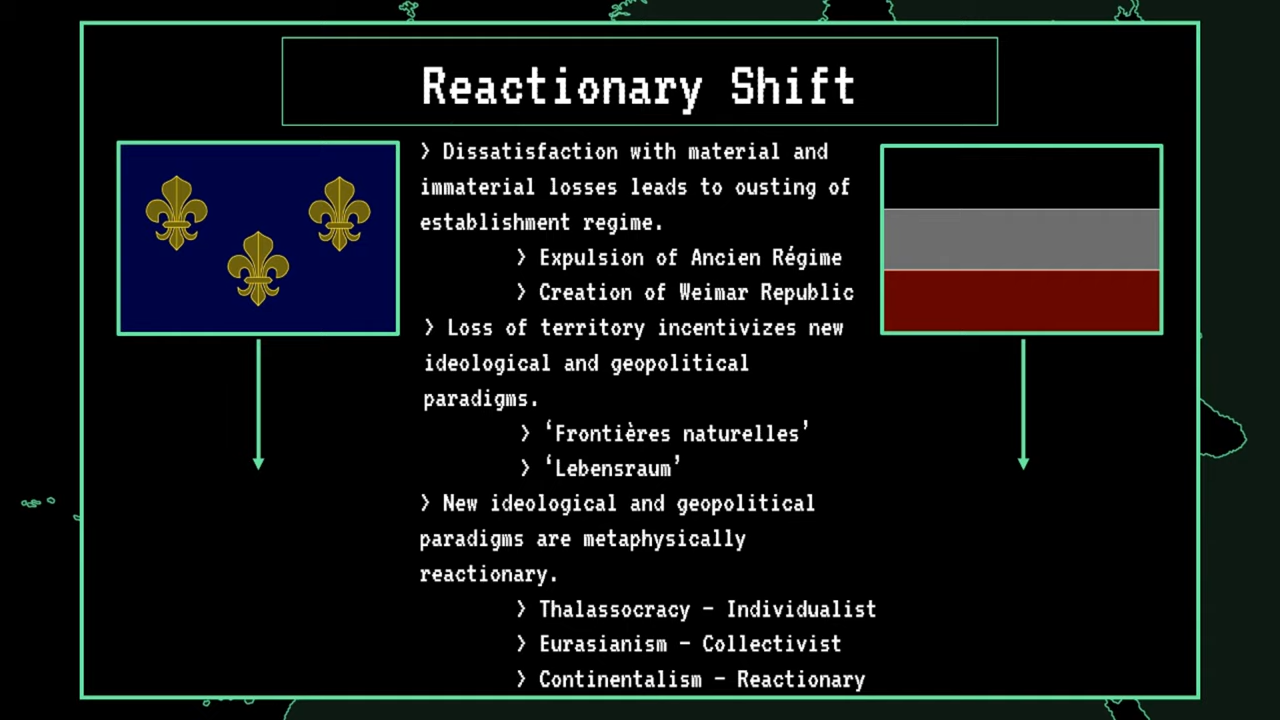 Reactionary Shift
> Dissatisfaction with material and
immaterial losses leads to ousting of
establishment regime.
> Expulsion of Ancien Régime
> Creation of Weimar Republic
> Loss of territory incentivizes new
ideological and geopolitical
paradigms.
> ‘Frontières naturelles’
> ‘Lebensraum’
> New ideological and geopolitical
paradigms are metaphysically
reactionary.
> Thalassocracy – Individualist
> Eurasianism – Collectivist
> Continentalism – Reactionary